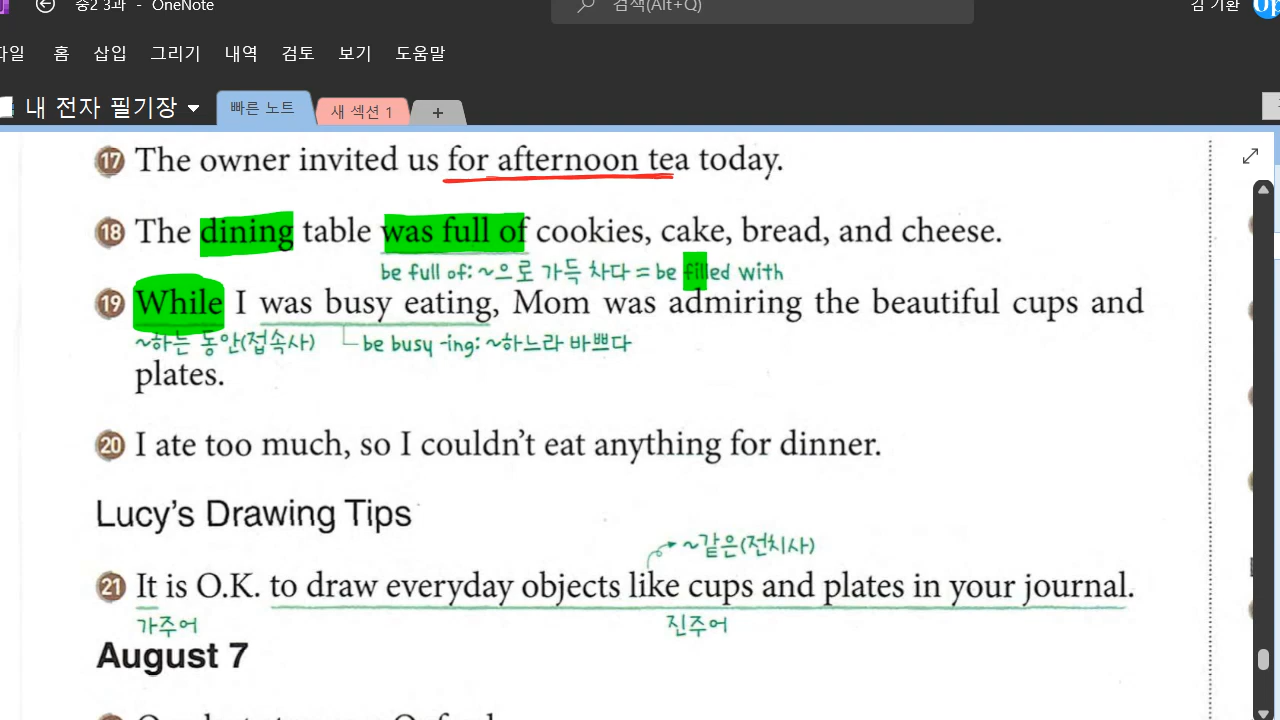 중2 3과 - OneNote
검색(Alt+Q)
김 기환
파일 홈 삽입 그리기 내역 검토 보기 도움말
내 전자 필기장
빠른 노트
새 섹션 1
+
17 The owner invited us for afternoon tea today.
18 The dining table was full of cookies, cake, bread, and cheese.
be full of: ~으로 가득 차다 = be filled with
19 While I was busy eating, Mom was admiring the beautiful cups and
~하는 동안(접속사) be busy -ing: ~하느라 바쁘다
plates.
20 I ate too much, so I couldn't eat anything for dinner.
Lucy's Drawing Tips
~같은(전치사)
21 It is O.K. to draw everyday objects like cups and plates in your journal.
가주어 진주어
August 7